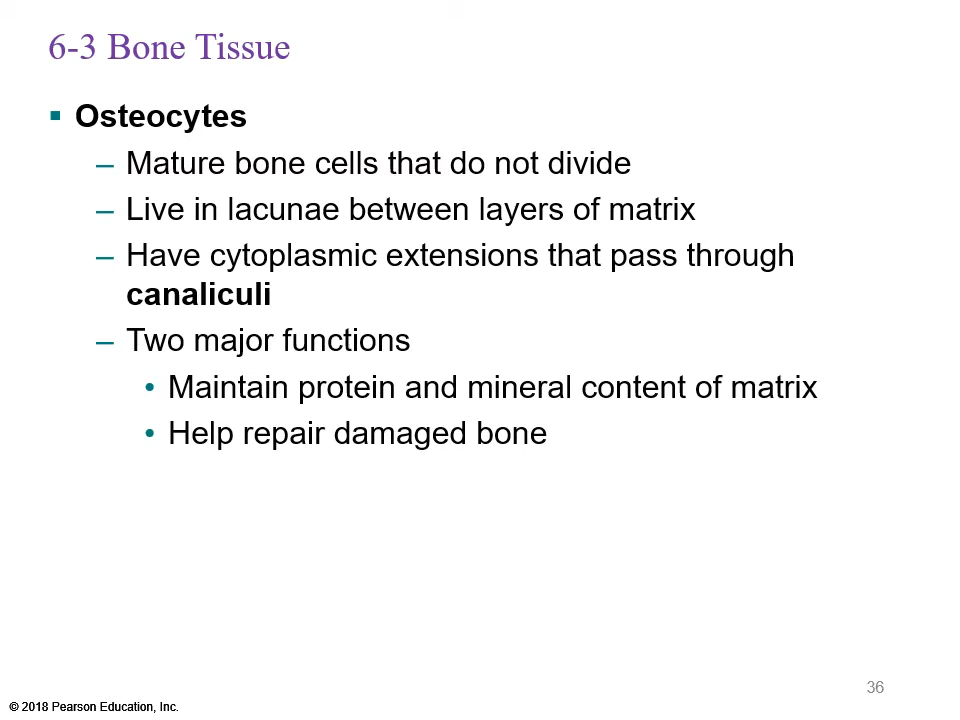 6-3 Bone Tissue
▪ Osteocytes
– Mature bone cells that do not divide
– Live in lacunae between layers of matrix
– Have cytoplasmic extensions that pass through
canaliculi
– Two major functions
• Maintain protein and mineral content of matrix
• Help repair damaged bone
36
© 2018 Pearson Education, Inc.